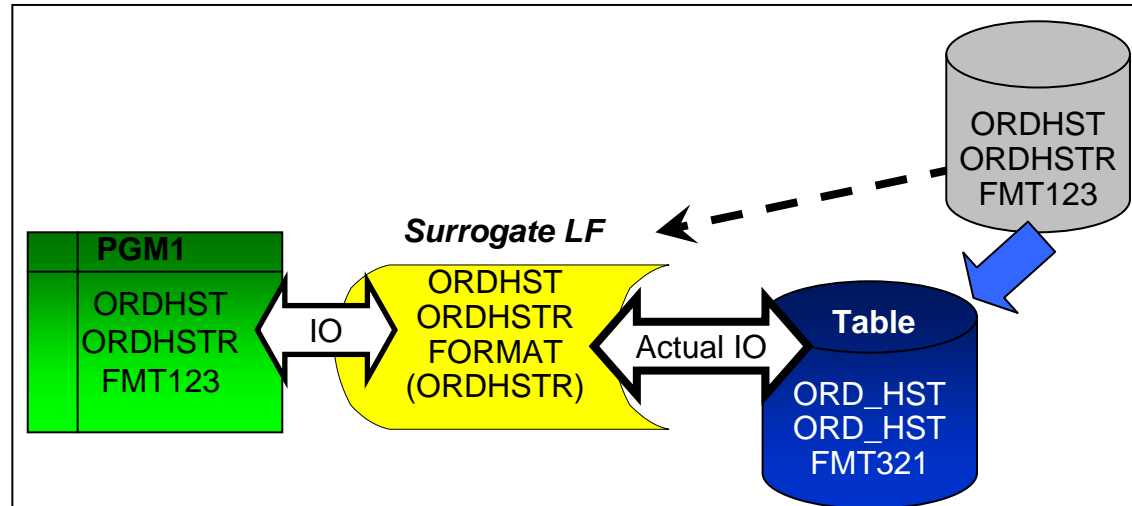 ORDHST
ORDHSTR
FMT123
Surrogate LF
PGM1
ORDHST
ORDHSTR
FMT123
IO
ORDHST
ORDHSTR
FORMAT
(ORDHSTR)
Actual IO
Table
ORD_HST
ORD_HST
FMT321